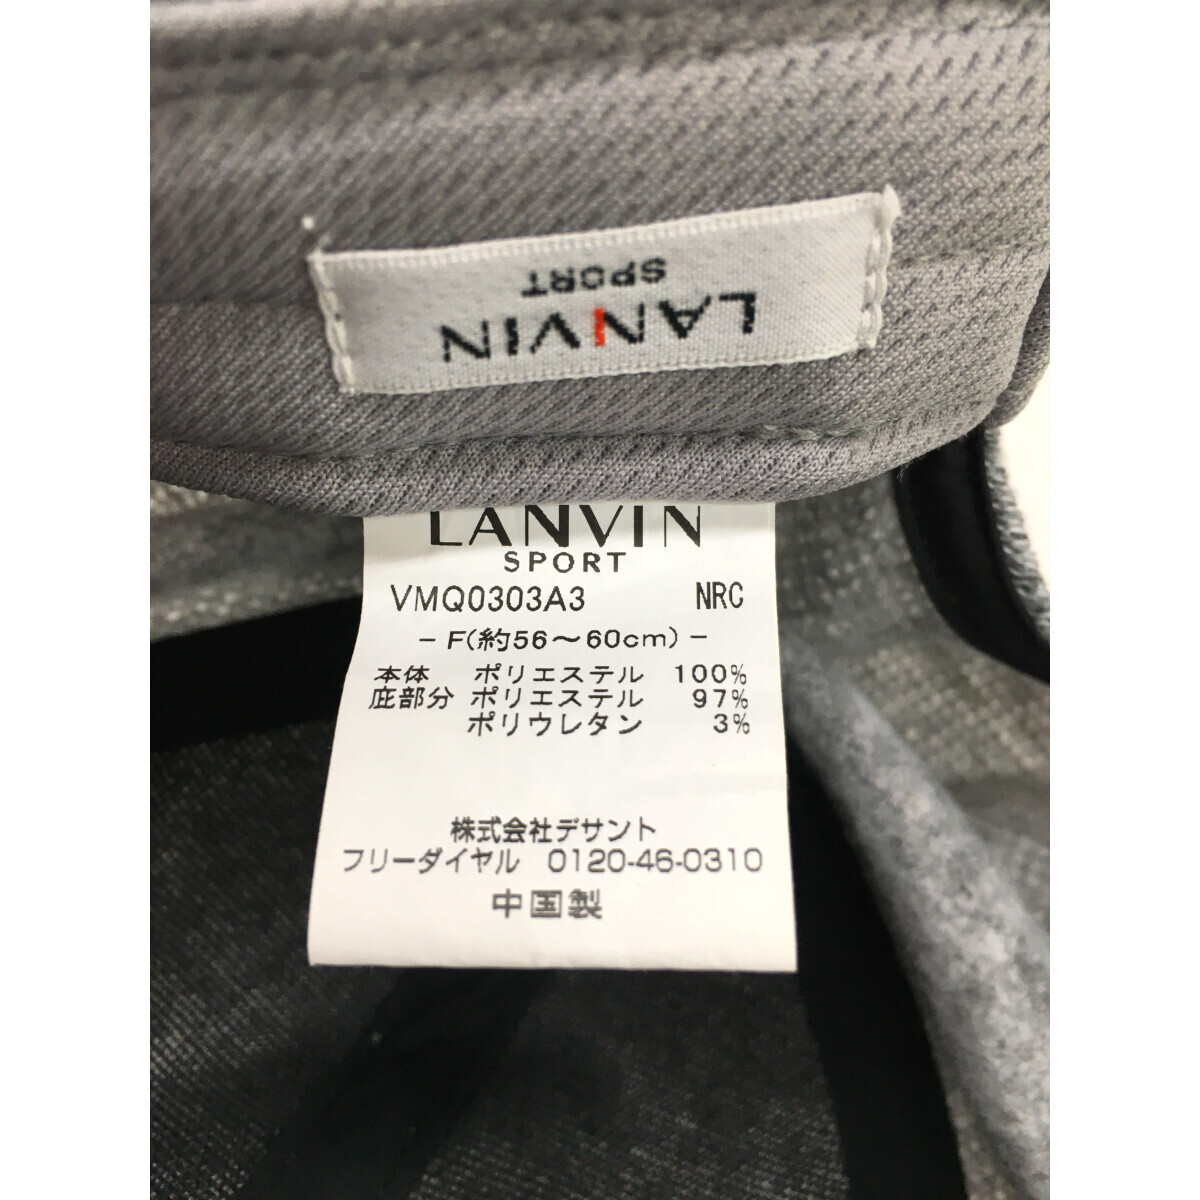 LANVIN
SPORT
LANVIN
SPORT
VMQ0303A3 NRC
- F(約56～60cm) -
本体 ポリエステル 100%
庇部分 ポリエステル 97%
ポリウレタン 3%
株式会社デサント
フリーダイヤル 0120-46-0310
中国製